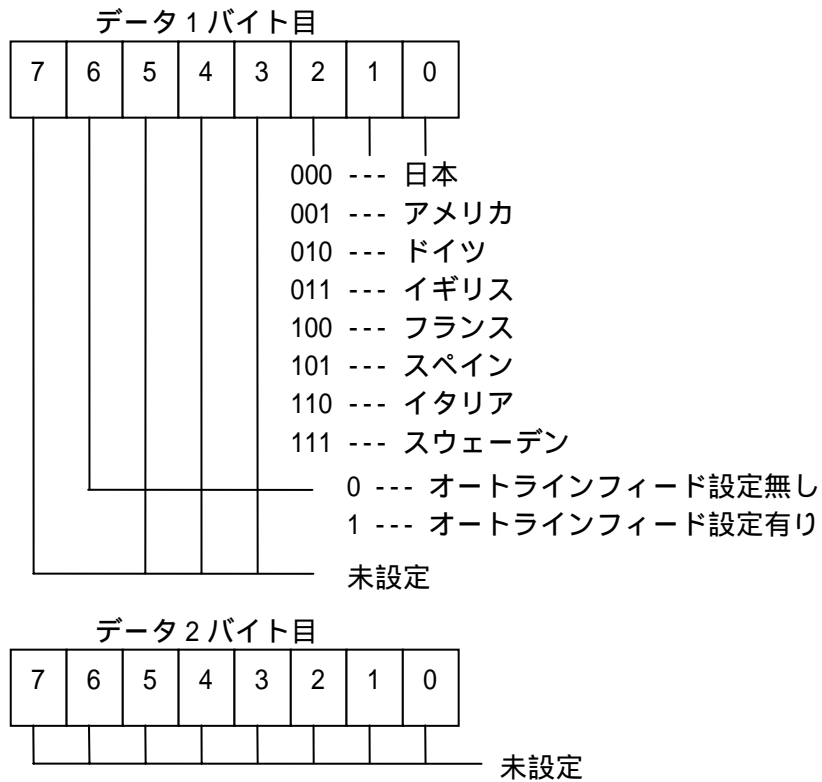 データ1バイト目
7 6 5 4 3 2 1 0
000 --- 日本
001 --- アメリカ
010 --- ドイツ
011 --- イギリス
100 --- フランス
101 --- スペイン
110 --- イタリア
111 --- スウェーデン
0 --- オートラインフィード設定無し
1 --- オートラインフィード設定有り
未設定
データ2バイト目
7 6 5 4 3 2 1 0
未設定